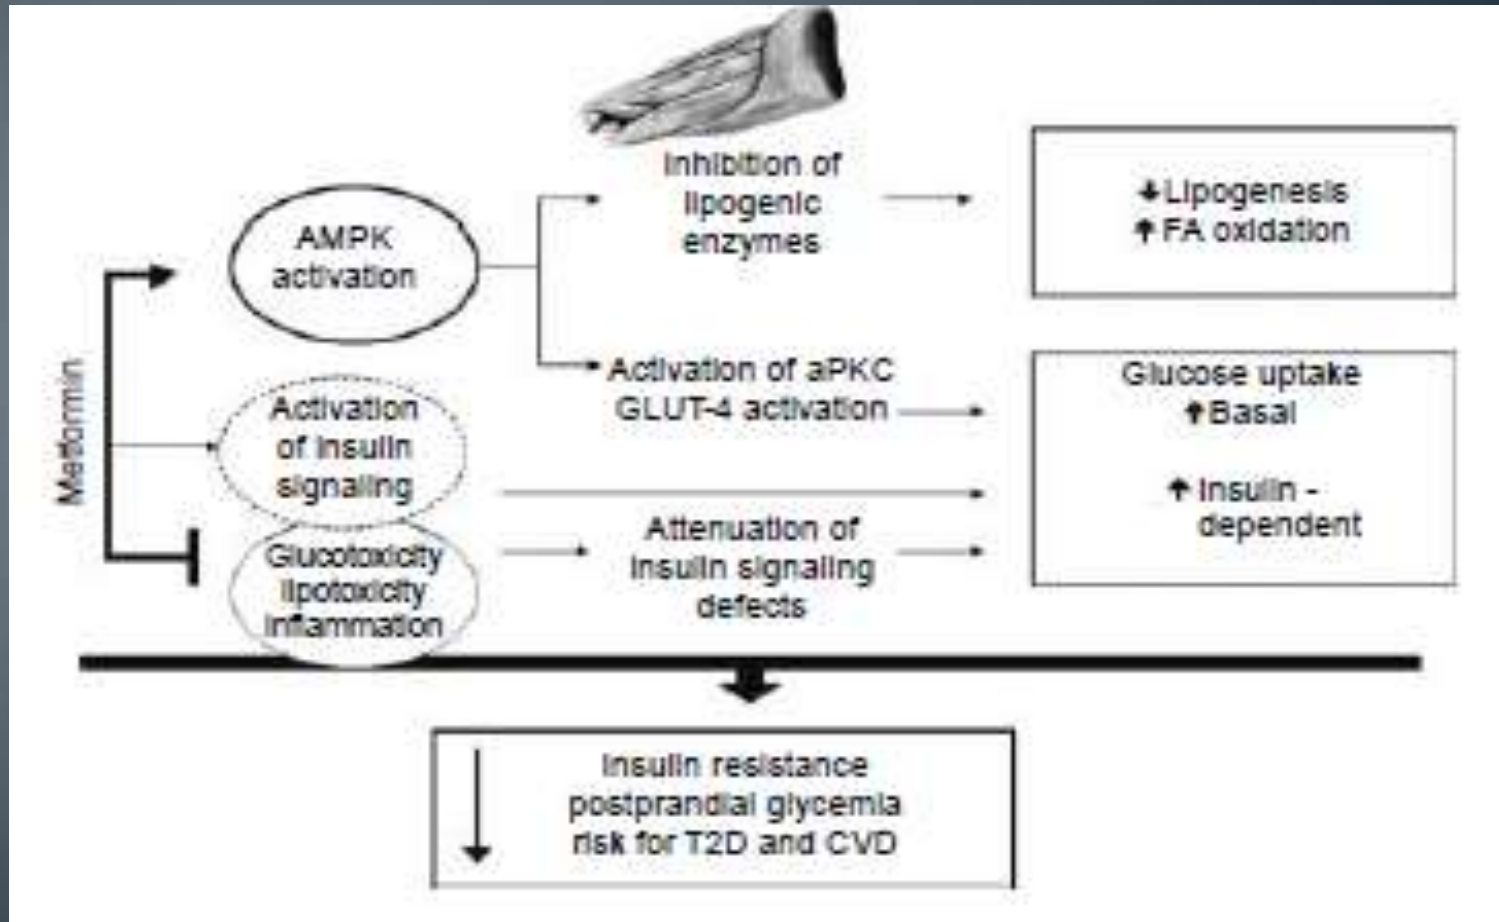 Inhibition of
lipogenic
enzymes
↓ Lipogenesis
↑ FA oxidation
AMPK
activation
Metformin
Activation of aPKC
GLUT-4 activation
Glucose uptake
↑ Basal
↑ Insulin -
dependent
Activation
of insulin
signaling
Attenuation of
insulin signaling
defects
Glucotoxicity
lipotoxicity
inflammation
Insulin resistance
postprandial glycemia
risk for T2D and CVD